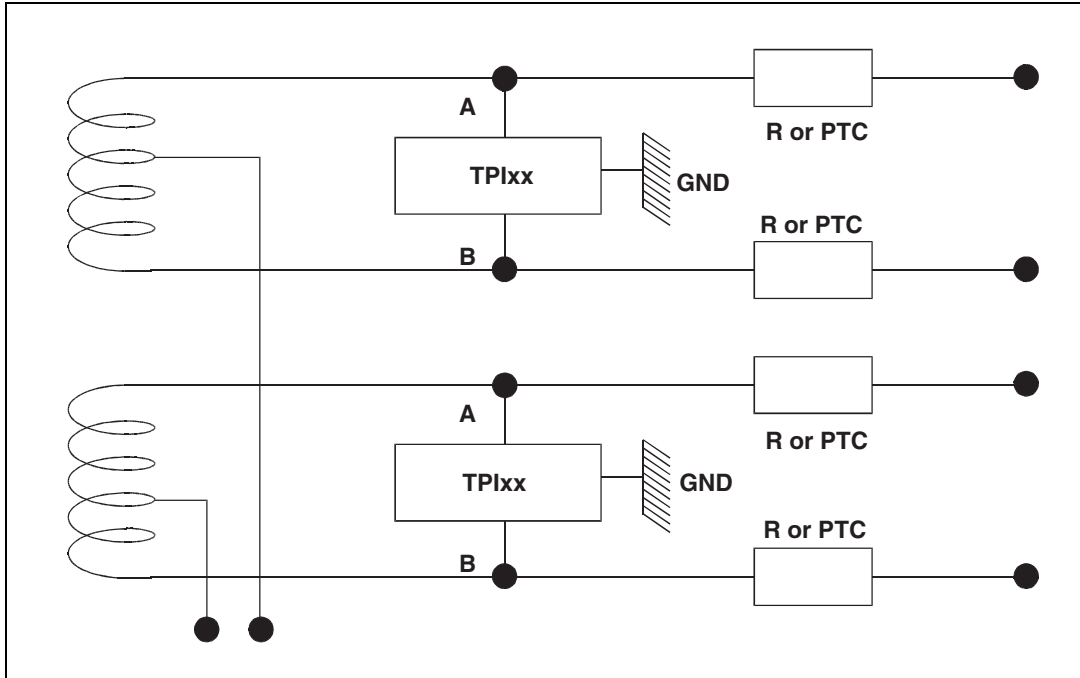 A
R or PTC
TPIxx
GND
R or PTC
B
A
R or PTC
TPIxx
GND
R or PTC
B